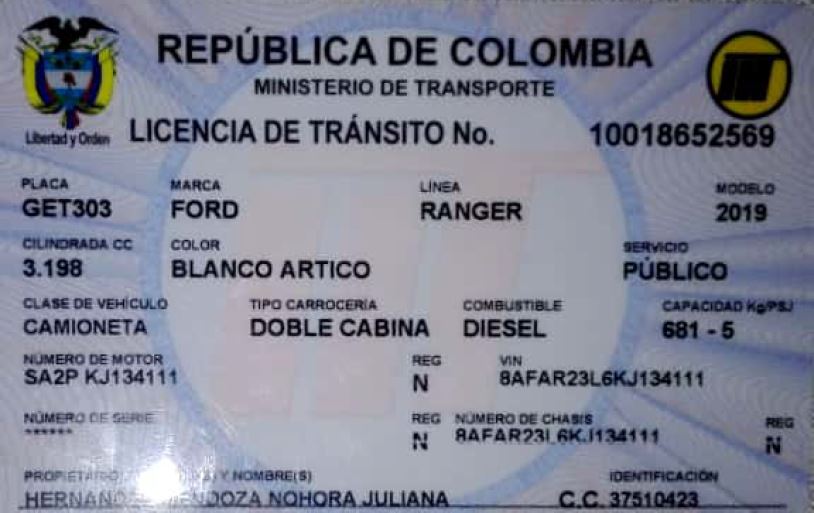 REPÚBLICA DE COLOMBIA
MINISTERIO DE TRANSPORTE
Libertad y Orden
LICENCIA DE TRÁNSITO No. 10018652569
PLACA MARCA LÍNEA MODELO
GET303 FORD RANGER 2019
CILINDRADA CC COLOR SERVICIO
3.198 BLANCO ARTICO PÚBLICO
CLASE DE VEHÍCULO TIPO CARROCERÍA COMBUSTIBLE CAPACIDAD Kg/PSJ
CAMIONETA DOBLE CABINA DIESEL 681 - 5
NÚMERO DE MOTOR REG VIN
SA2P KJ134111 N 8AFAR23L6KJ134111
NÚMERO DE SERIE REG NÚMERO DE CHASIS REG
****** N 8AFAR23L6KJ134111 N
PROPIETARIO Y NOMBRE(S) IDENTIFICACIÓN
NOHORA JULIANA C.C. 37510423